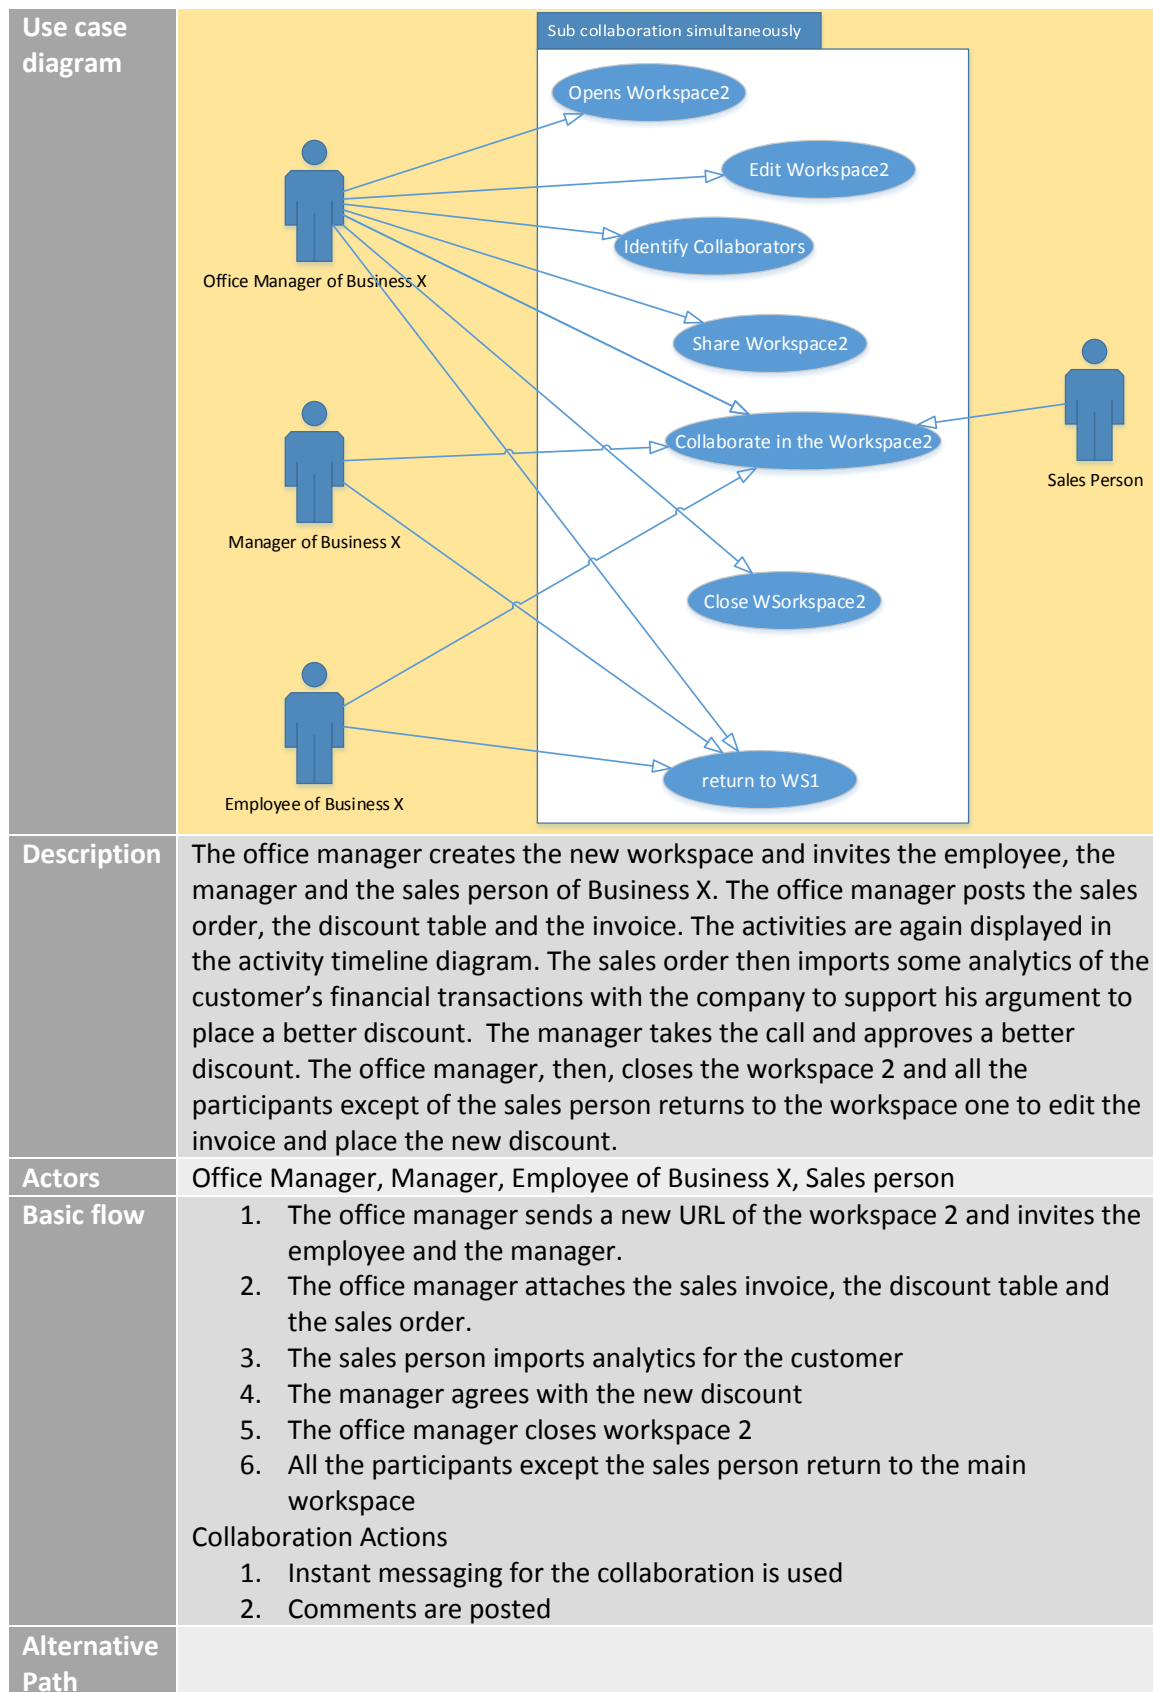 Use case
diagram
Sub collaboration simultaneously
Opens Workspace2
Edit Workspace2
Identify Collaborators
Office Manager of Business X
Share Workspace2
Collaborate in the Workspace2
Sales Person
Manager of Business X
Close WSorkspace2
return to WS1
Employee of Business X
Description
The office manager creates the new workspace and invites the employee, the
manager and the sales person of Business X. The office manager posts the sales
order, the discount table and the invoice. The activities are again displayed in
the activity timeline diagram. The sales order then imports some analytics of the
customer’s financial transactions with the company to support his argument to
place a better discount.  The manager takes the call and approves a better
discount. The office manager, then, closes the workspace 2 and all the
participants except of the sales person returns to the workspace one to edit the
invoice and place the new discount.
Actors
Office Manager, Manager, Employee of Business X, Sales person
Basic flow
1. The office manager sends a new URL of the workspace 2 and invites the
employee and the manager.
2. The office manager attaches the sales invoice, the discount table and
the sales order.
3. The sales person imports analytics for the customer
4. The manager agrees with the new discount
5. The office manager closes workspace 2
6. All the participants except the sales person return to the main
workspace
Collaboration Actions
1. Instant messaging for the collaboration is used
2. Comments are posted
Alternative
Path